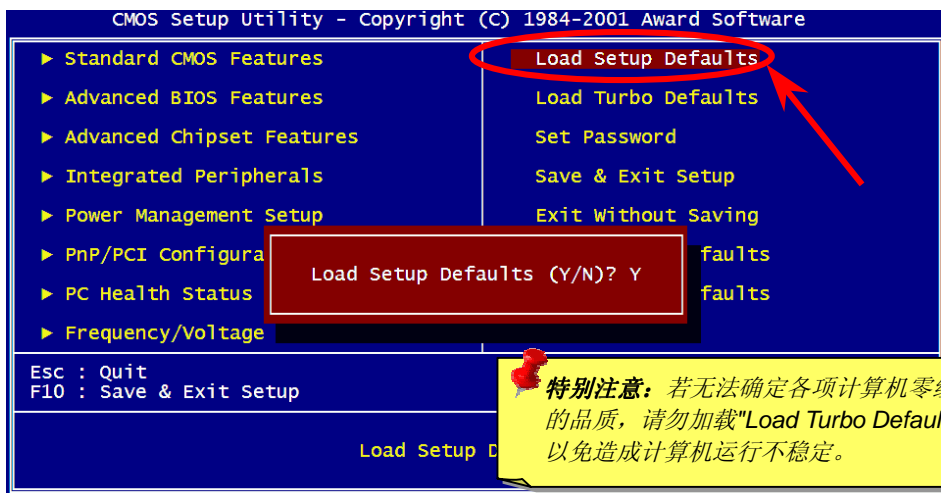 CMOS Setup Utility - Copyright (C) 1984-2001 Award Software
► Standard CMOS Features
► Advanced BIOS Features
► Advanced Chipset Features
► Integrated Peripherals
► Power Management Setup
► PnP/PCI Configura
► PC Health Status
► Frequency/Voltage
Load Setup Defaults
Load Turbo Defaults
Set Password
Save & Exit Setup
Exit Without Saving
faults
faults
Load Setup Defaults (Y/N)? Y
Esc : Quit
F10 : Save & Exit Setup
Load Setup D
特别注意：若无法确定各项计算机零组
的品质，请勿加载"Load Turbo Defaul
以免造成计算机运行不稳定。